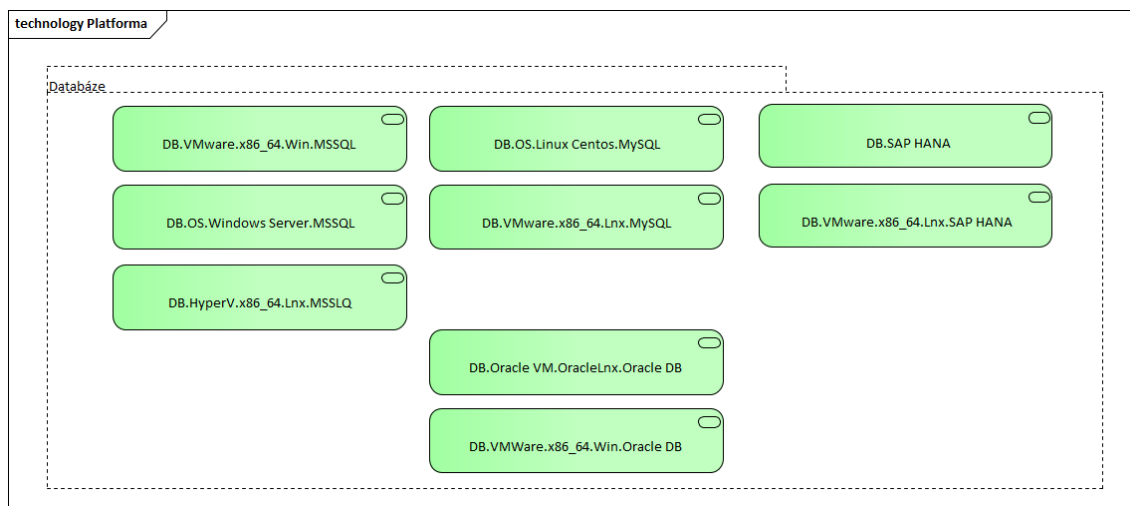 technology Platforma
Databáze
DB.VMware.x86_64.Win.MSSQL
DB.OS.Linux Centos.MySQL
DB.SAP HANA
DB.OS.Windows Server.MSSQL
DB.VMware.x86_64.Lnx.MySQL
DB.VMware.x86_64.Lnx.SAP HANA
DB.HyperV.x86_64.Lnx.MSSLQ
DB.Oracle VM.OracleLnx.Oracle DB
DB.VMWare.x86_64.Win.Oracle DB